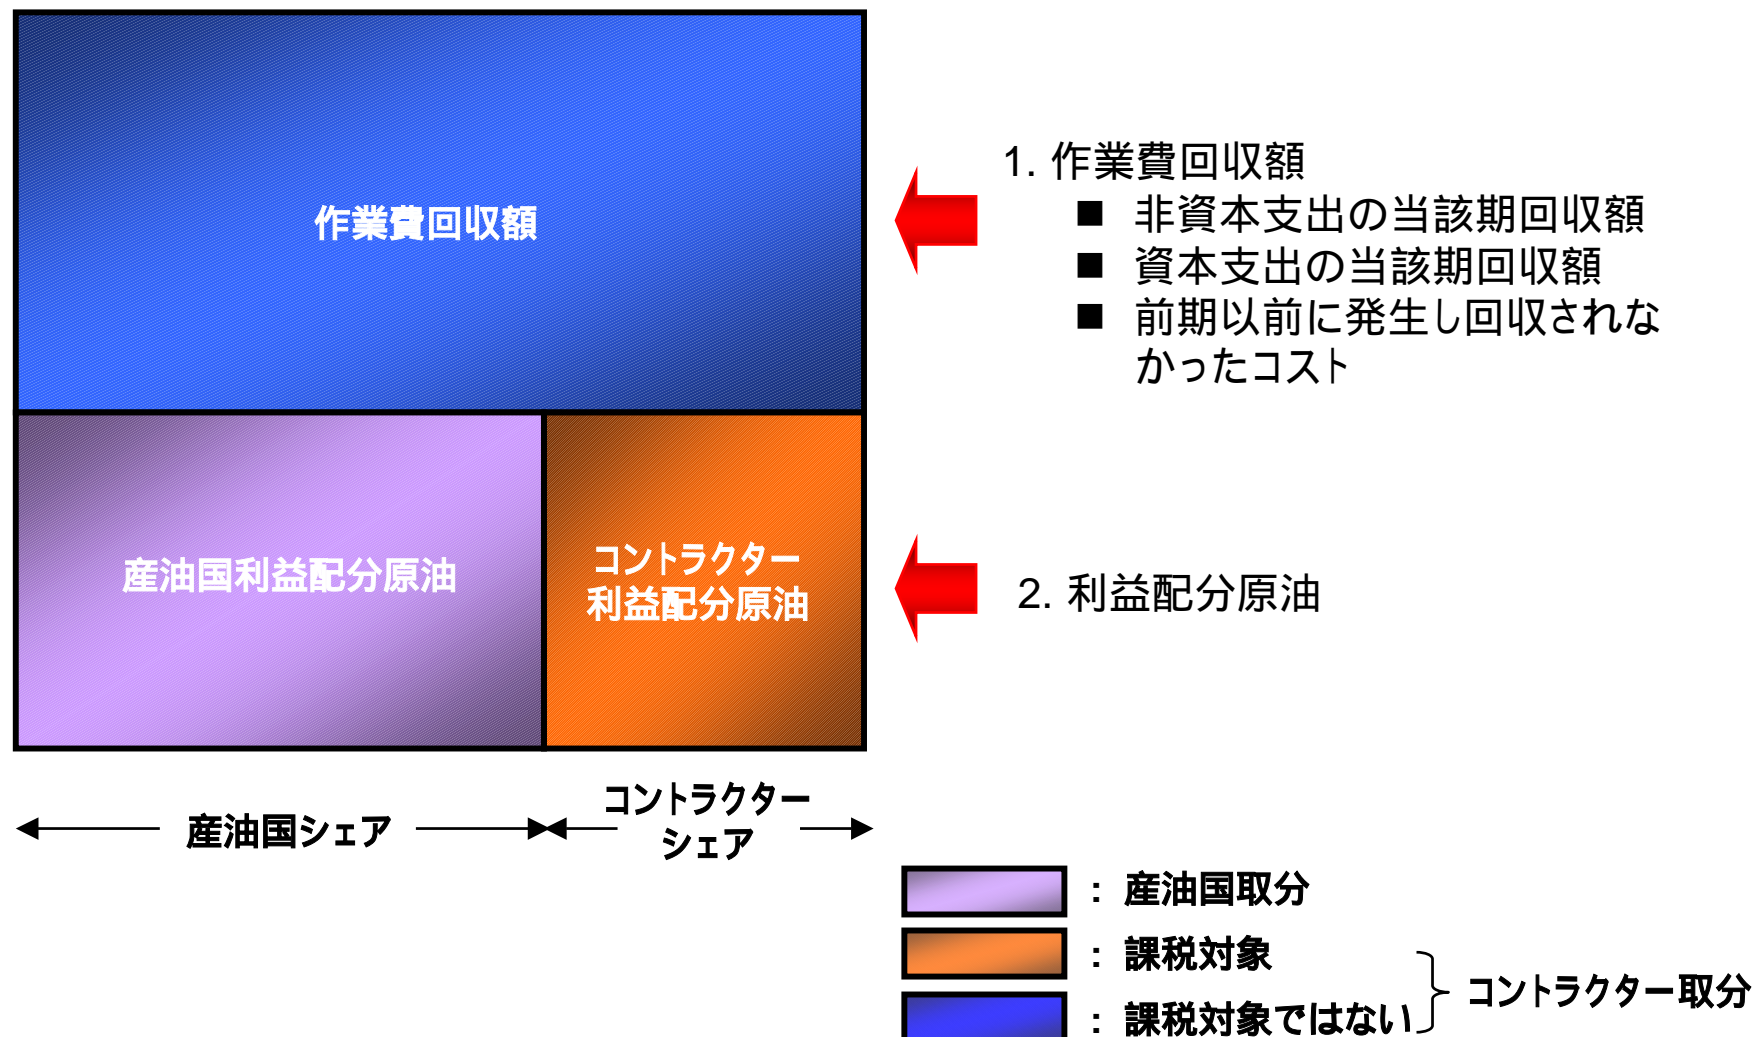 作業費回収額
1. 作業費回収額
■ 非資本支出の当該期回収額
■ 資本支出の当該期回収額
■ 前期以前に発生し回収されな
かったコスト
産油国利益配分原油
コントラクター
利益配分原油
2. 利益配分原油
産油国シェア
コントラクター
シェア
: 産油国取分
: 課税対象
: 課税対象ではない
コントラクター取分